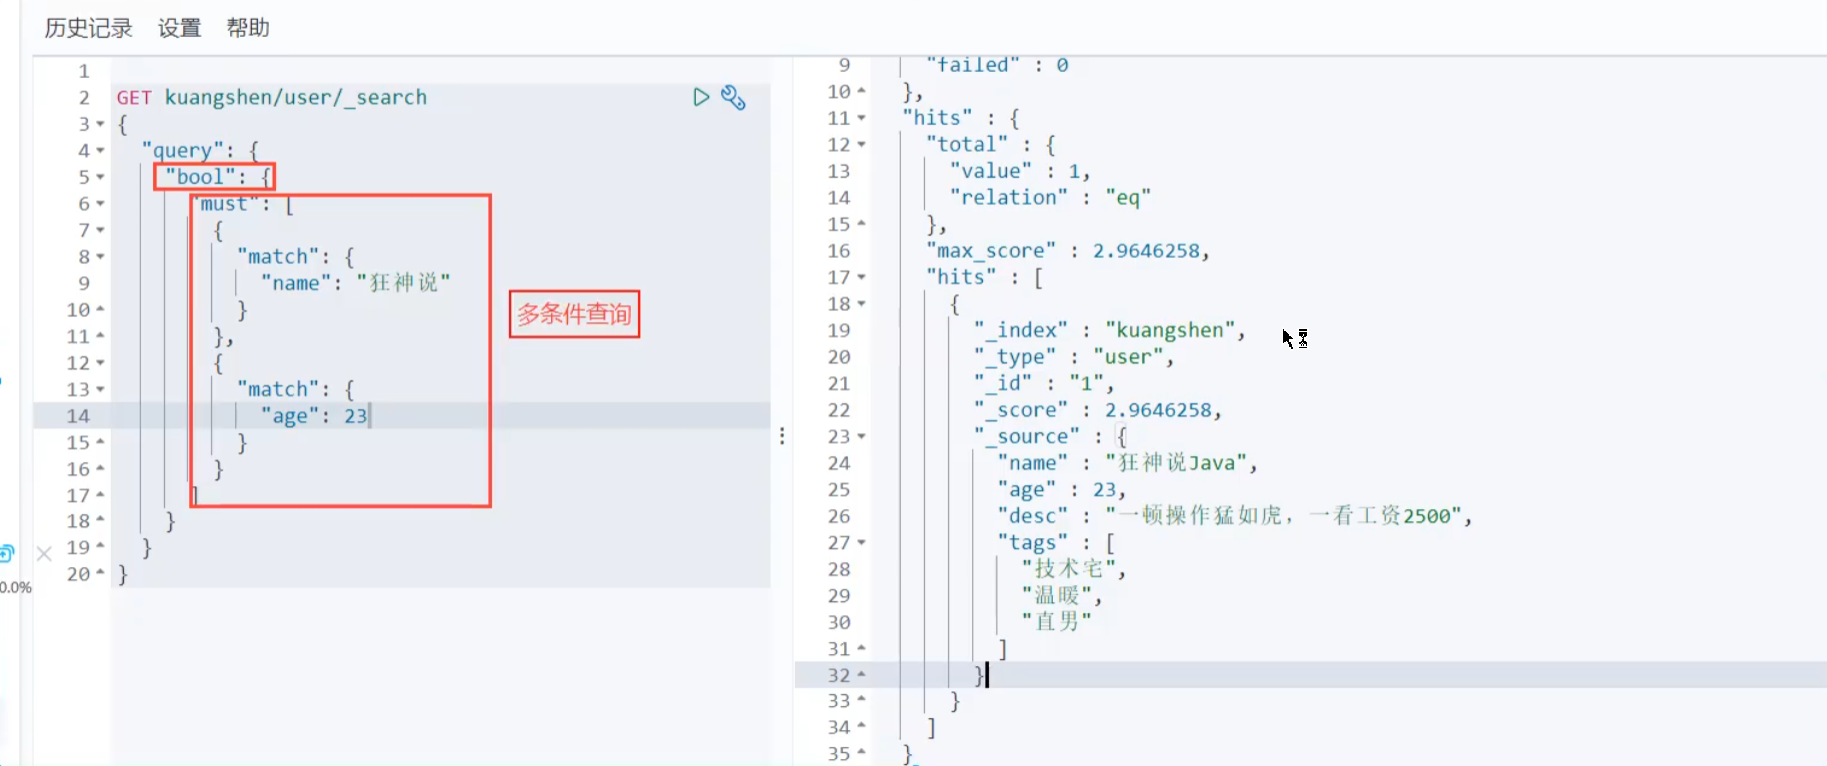 历史记录 设置 帮助
1
2 GET kuangshen/user/_search
3 {
4 "query": {
5 "bool": {
6 "must": [
7 {
8 "match": {
9 "name": "狂神说"
10 }
11 },
12 {
13 "match": {
14 "age": 23
15 }
16 }
17 ]
18 }
19 }
20 }
多条件查询
0.0%
9 "failed" : 0
10 },
11 "hits" : {
12 "total" : {
13 "value" : 1,
14 "relation" : "eq"
15 },
16 "max_score" : 2.9646258,
17 "hits" : [
18 {
19 "_index" : "kuangshen",
20 "_type" : "user",
21 "_id" : "1",
22 "_score" : 2.9646258,
23 "_source" : {
24 "name" : "狂神说Java",
25 "age" : 23,
26 "desc" : "一顿操作猛如虎，一看工资2500",
27 "tags" : [
28 "技术宅",
29 "温暖",
30 "直男"
31 ]
32 }
33 }
34 ]
35 }